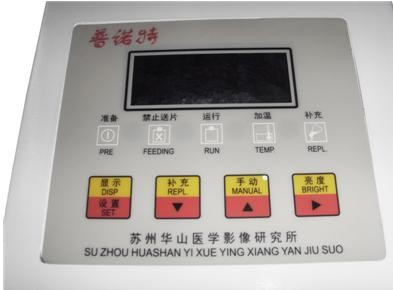 普诺特
准备 禁止送片 运行 加温 补充
PRE FEEDING RUN TEMP REPL.
显示 补充 手动 亮度
DISP REPL. MANUAL BRIGHT
设置
SET
苏州华山医学影像研究所
SU ZHOU HUASHAN YI XUE YING XIANG YAN JIU SUO